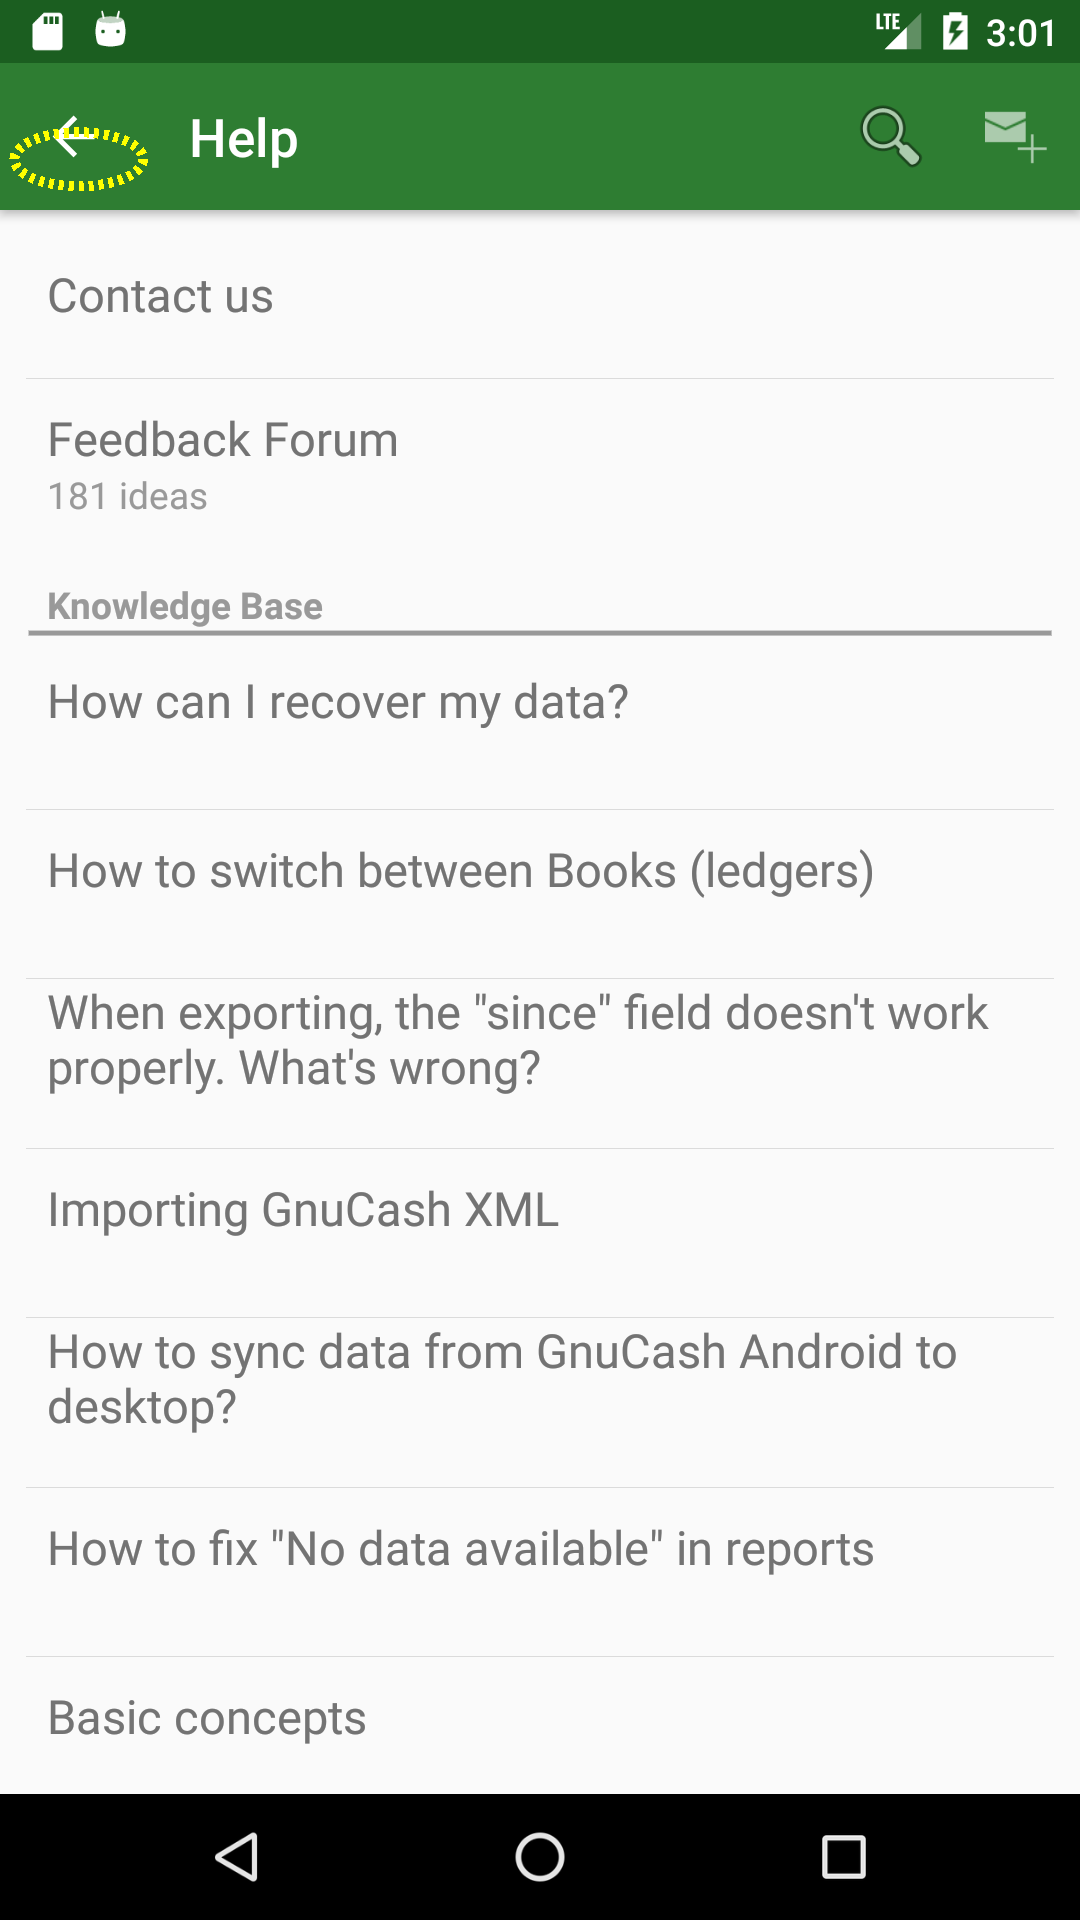 LTE 3:01
Help
Contact us
Feedback Forum
181 ideas
Knowledge Base
How can I recover my data?
How to switch between Books (ledgers)
When exporting, the "since" field doesn't work
properly. What's wrong?
Importing GnuCash XML
How to sync data from GnuCash Android to
desktop?
How to fix "No data available" in reports
Basic concepts